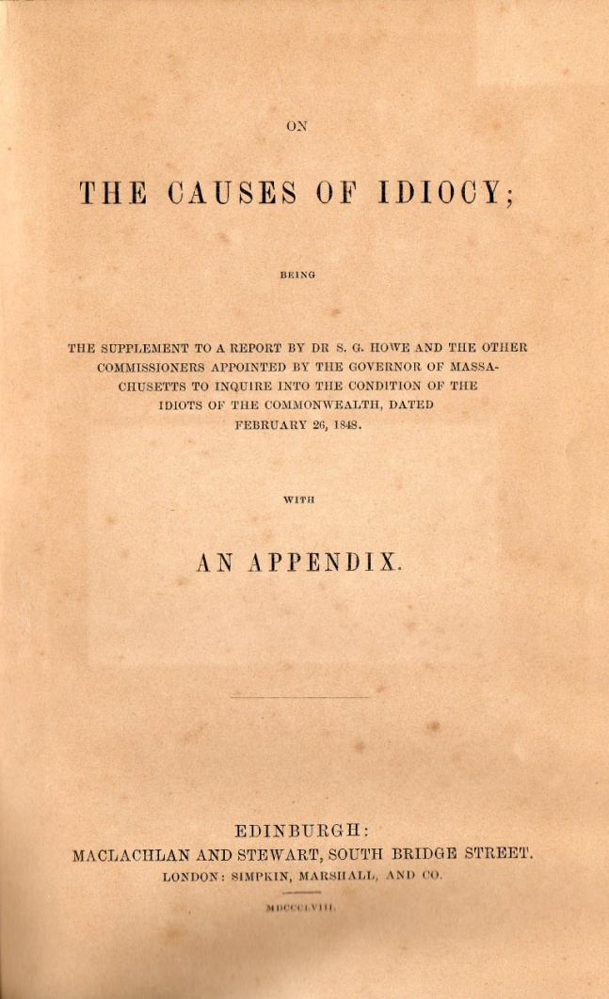 ON
THE CAUSES OF IDIOCY;
BEING
THE SUPPLEMENT TO A REPORT BY DR S. G. HOWE AND THE OTHER
COMMISSIONERS APPOINTED BY THE GOVERNOR OF MASSA-
CHUSETTS TO INQUIRE INTO THE CONDITION OF THE
IDIOTS OF THE COMMONWEALTH, DATED
FEBRUARY 26, 1848.
WITH
AN APPENDIX.
EDINBURGH:
MACLACHLAN AND STEWART, SOUTH BRIDGE STREET.
LONDON: SIMPKIN, MARSHALL, AND CO.
MDCCCLVIII.